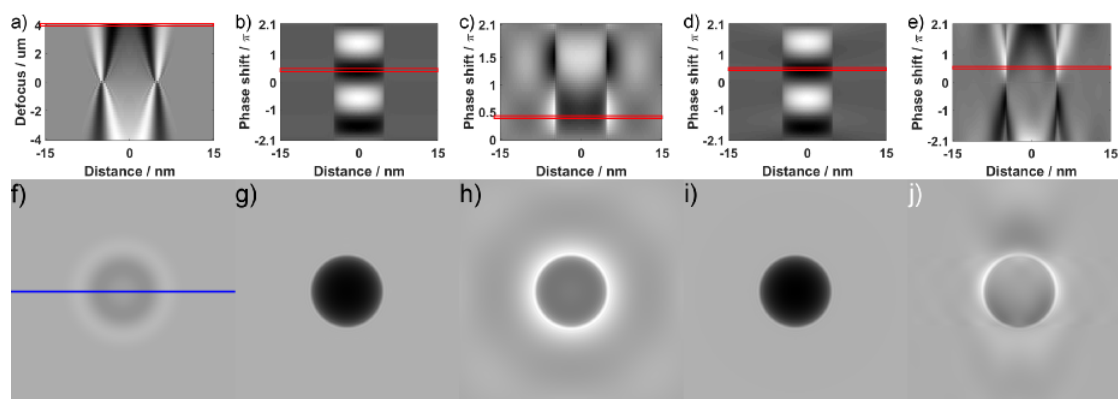 a) b) c) d) e)
Defocus / um
4
2
0
-2
-4
-15 0 15
Distance / nm
Phase shift / π
2.1
1
0
-1
-2.1
-15 0 15
Distance / nm
Phase shift / π
2.1
2
1.5
1
0.5
0
-15 0 15
Distance / nm
Phase shift / π
2.1
1
0
-1
-2.1
-15 0 15
Distance / nm
Phase shift / π
2.1
1
0
-1
-2.1
-15 0 15
Distance / nm
f) g) h) i) j)